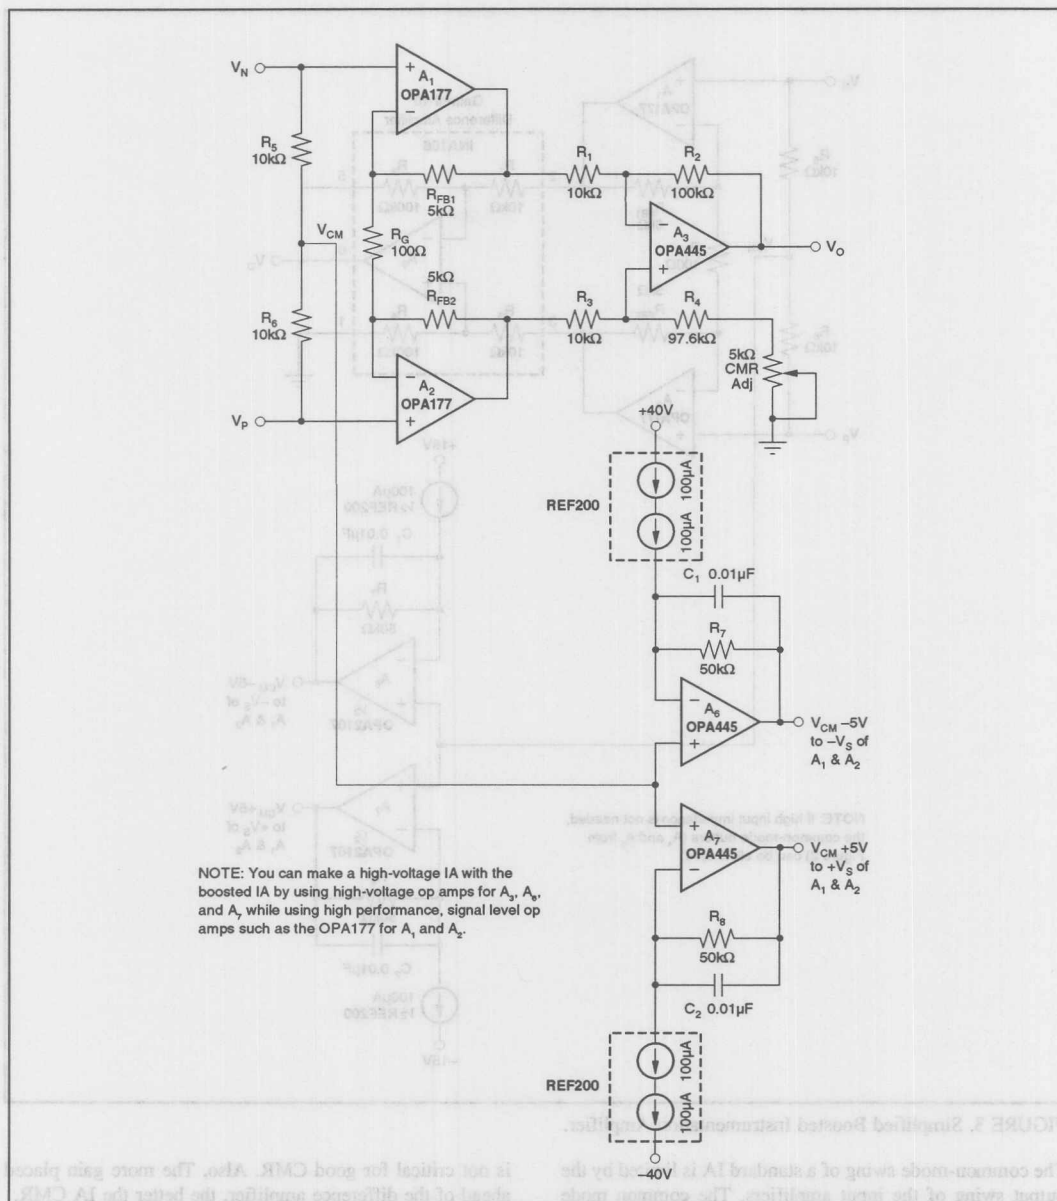 V_N
A_1
OPA177
R_5
10kΩ
R_FB1
5kΩ
R_1
10kΩ
R_2
100kΩ
V_CM
R_G
100Ω
A_3
OPA445
V_O
5kΩ
R_FB2
R_6
10kΩ
R_3
10kΩ
R_4
97.6kΩ
5kΩ
CMR
Adj
A_2
OPA177
V_P
+40V
REF200
100µA
100µA
C_1 0.01µF
R_7
50kΩ
A_6
OPA445
V_CM –5V
to –V_S of
A_1 & A_2
A_7
OPA445
V_CM +5V
to +V_S of
A_1 & A_2
NOTE: You can make a high-voltage IA with the
boosted IA by using high-voltage op amps for A_3, A_6,
and A_7 while using high performance, signal level op
amps such as the OPA177 for A_1 and A_2.
R_8
50kΩ
C_2 0.01µF
REF200
100µA
100µA
–40V